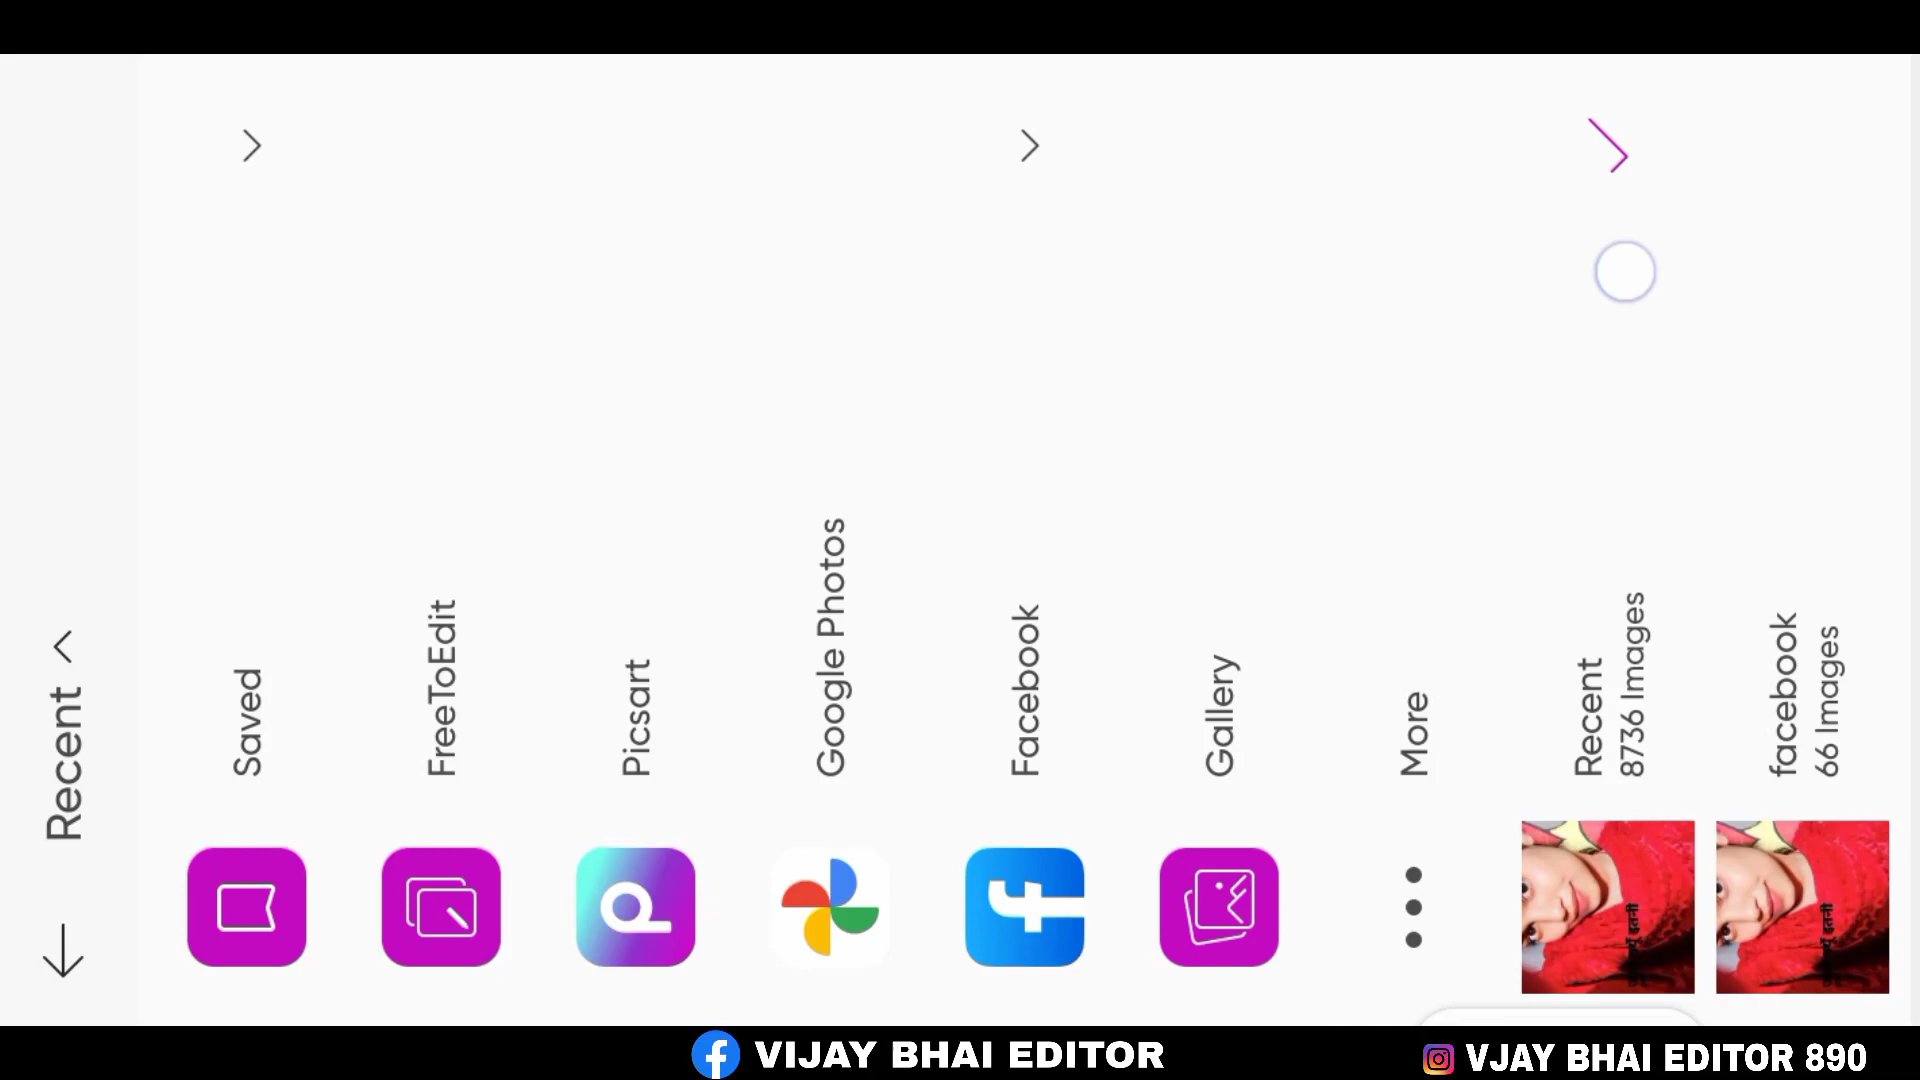 Recent
Saved
FreeToEdit
Picsart
Google Photos
Facebook
Gallery
More
Recent
8736 Images
facebook
66 Images
VIJAY BHAI EDITOR
VJAY BHAI EDITOR 890